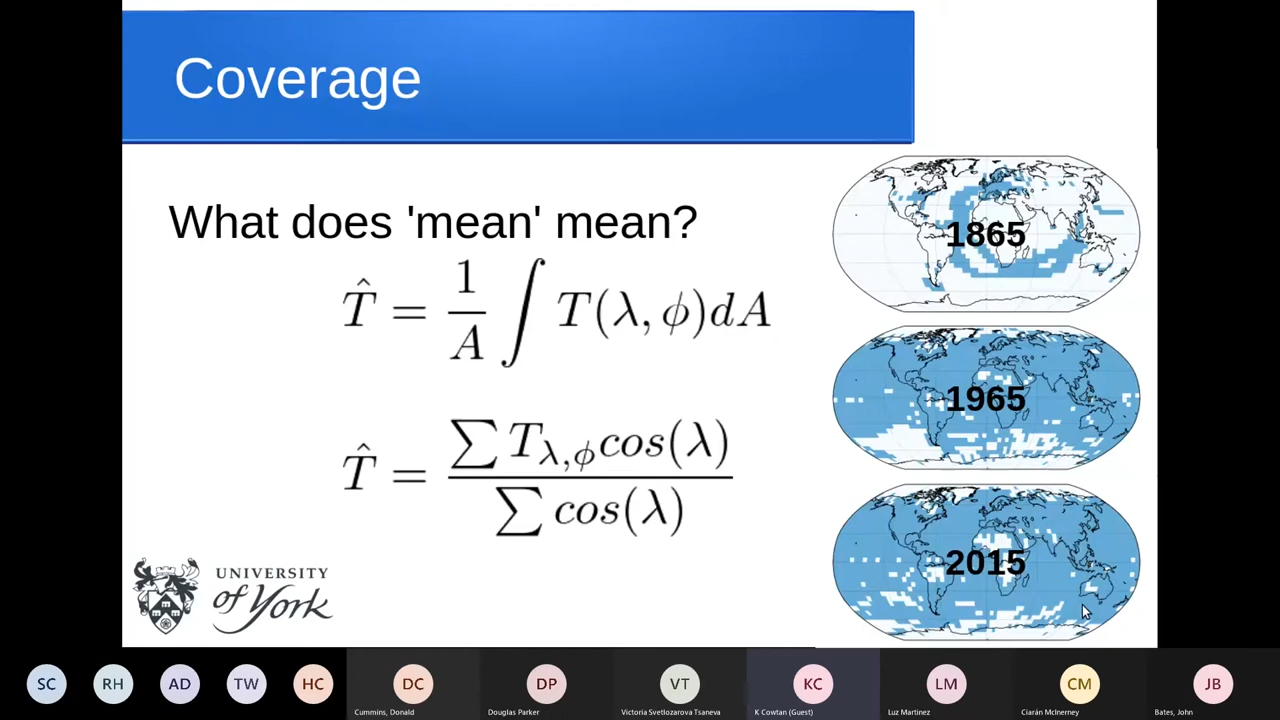 Coverage
What does 'mean' mean?
T̂ = 1/A ∫ T(λ, ϕ)dA
T̂ = ∑ T_{λ,ϕ}cos(λ) / ∑ cos(λ)
1865
1965
2015
UNIVERSITY
of York
SC RH AD TW HC DC DP VT KC LM CM JB
Cummins, Donald Douglas Parker Victoria Svetlozarova Tsaneva K Cowtan (Guest) Luz Martinez Ciarán McInerney Bates, John